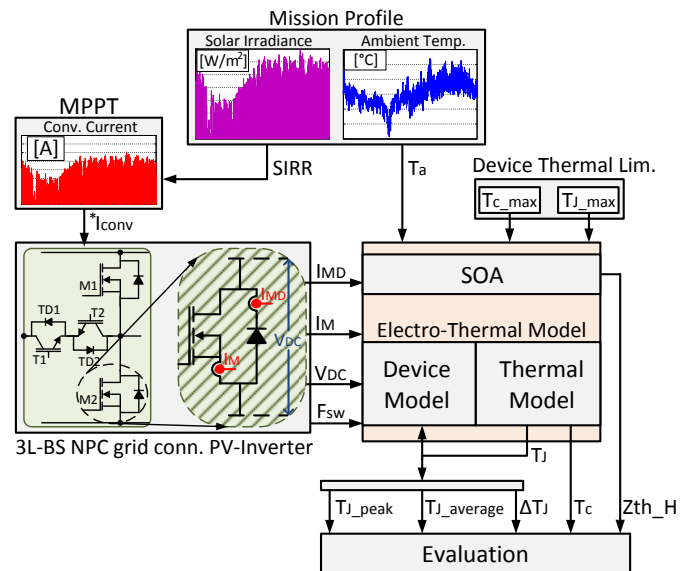 Mission Profile
Solar Irradiance
[W/m²]
Ambient Temp.
[°C]
MPPT
Conv. Current
[A]
SIRR
Ta
Device Thermal Lim.
Tc_max
TJ_max
*Iconv
M1
TD1
T2
T1
TD2
M2
IMD
IM
VDC
IMD
IM
VDC
Fsw
SOA
Electro-Thermal Model
Device
Model
Thermal
Model
3L-BS NPC grid conn. PV-Inverter
TJ
TJ_peak
TJ_average
ΔTJ
Tc
Zth_H
Evaluation